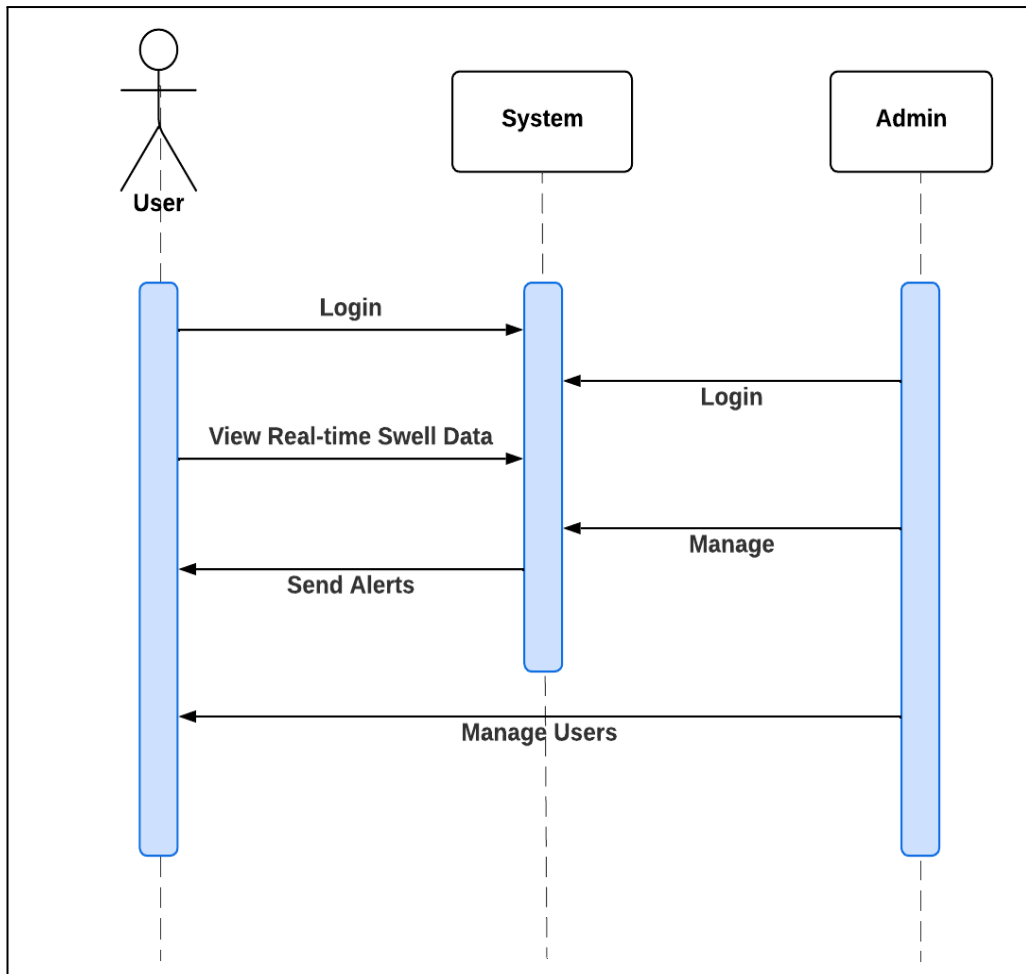 System
Admin
User
Login
Login
View Real-time Swell Data
Manage
Send Alerts
Manage Users